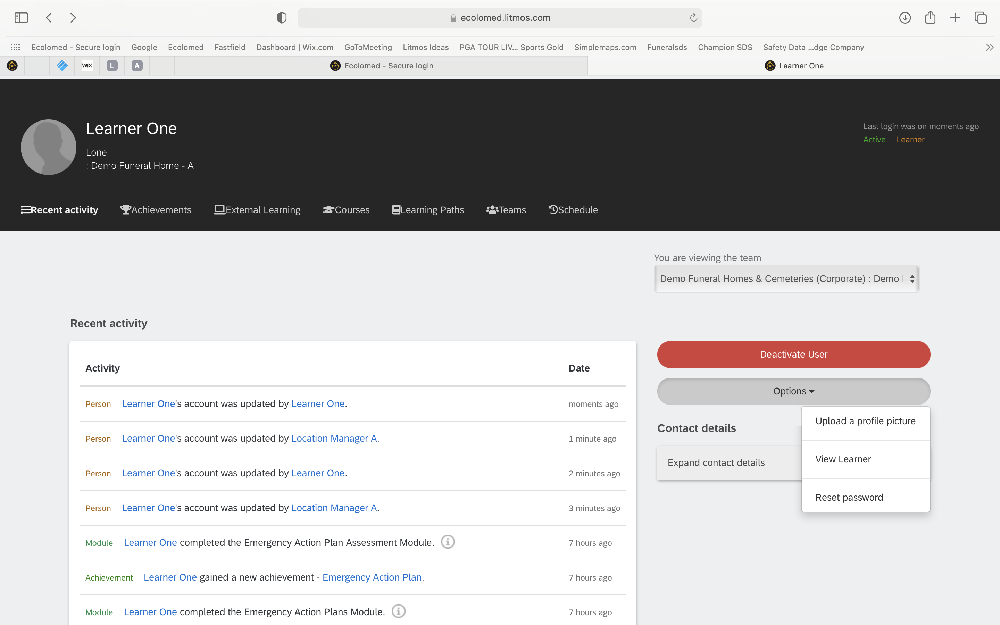 ecolomed.litmos.com
Ecolomed - Secure login Google Ecolomed Fastfield Dashboard | Wix.com GoToMeeting Litmos Ideas PGA TOUR LIV... Sports Gold Simplemaps.com Funeralsds Champion SDS Safety Data ...dge Company
WIX L A Ecolomed - Secure login Learner One
Learner One
Last login was on moments ago
Active Learner
Lone
: Demo Funeral Home - A
Recent activity Achievements External Learning Courses Learning Paths Teams Schedule
You are viewing the team
Demo Funeral Homes & Cemeteries (Corporate) : Demo
Recent activity
Deactivate User
Activity Date
Options
Person Learner One's account was updated by Learner One. moments ago
Upload a profile picture
Contact details
Person Learner One's account was updated by Location Manager A. 1 minute ago
View Learner
Expand contact details
Person Learner One's account was updated by Learner One. 2 minutes ago
Reset password
Person Learner One's account was updated by Location Manager A. 3 minutes ago
Module Learner One completed the Emergency Action Plan Assessment Module. 7 hours ago
Achievement Learner One gained a new achievement - Emergency Action Plan. 7 hours ago
Module Learner One completed the Emergency Action Plans Module. 7 hours ago